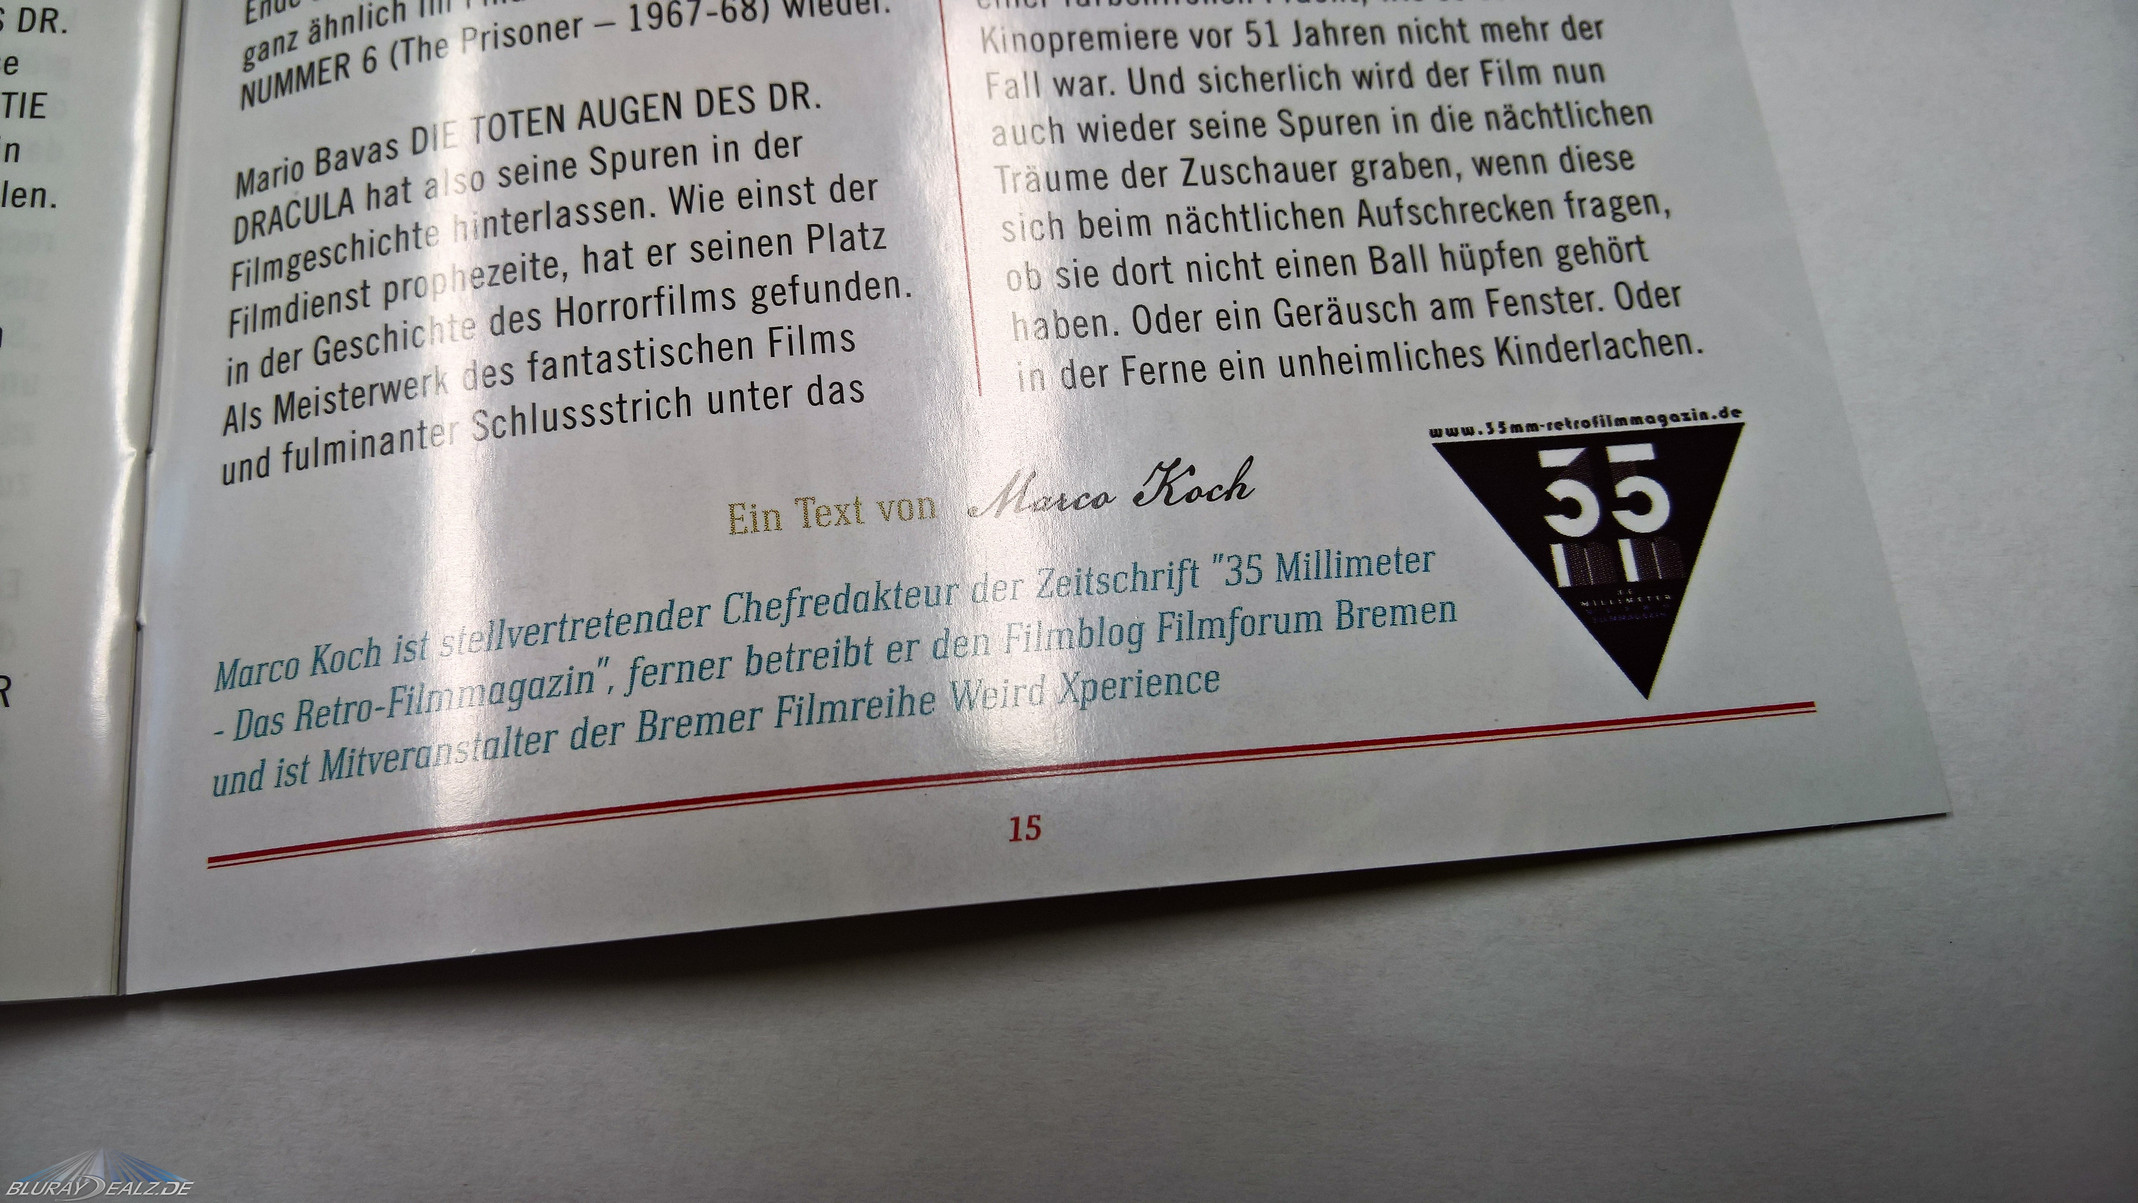 S DR.
e
TIE
n
len.
R
ganz ähnlich im
NUMMER 6 (The Prisoner – 1967-68) wieder.
Mario Bavas DIE TOTEN AUGEN DES DR.
DRACULA hat also seine Spuren in der
Filmgeschichte hinterlassen. Wie einst der
Filmdienst prophezeite, hat er seinen Platz
in der Geschichte des Horrorfilms gefunden.
Als Meisterwerk des fantastischen Films
und fulminanter Schlussstrich unter das
Kinopremiere vor 51 Jahren nicht mehr der
Fall war. Und sicherlich wird der Film nun
auch wieder seine Spuren in die nächtlichen
Träume der Zuschauer graben, wenn diese
sich beim nächtlichen Aufschrecken fragen,
ob sie dort nicht einen Ball hüpfen gehört
haben. Oder ein Geräusch am Fenster. Oder
in der Ferne ein unheimliches Kinderlachen.
www.35mm-retrofilmmagazin.de
35
MILLIMETER
Ein Text von Marco Koch
Marco Koch ist stellvertretender Chefredakteur der Zeitschrift "35 Millimeter
- Das Retro-Filmmagazin", ferner betreibt er den Filmblog Filmforum Bremen
und ist Mitveranstalter der Bremer Filmreihe Weird Xperience
15
BLURAYDEALZ.DE